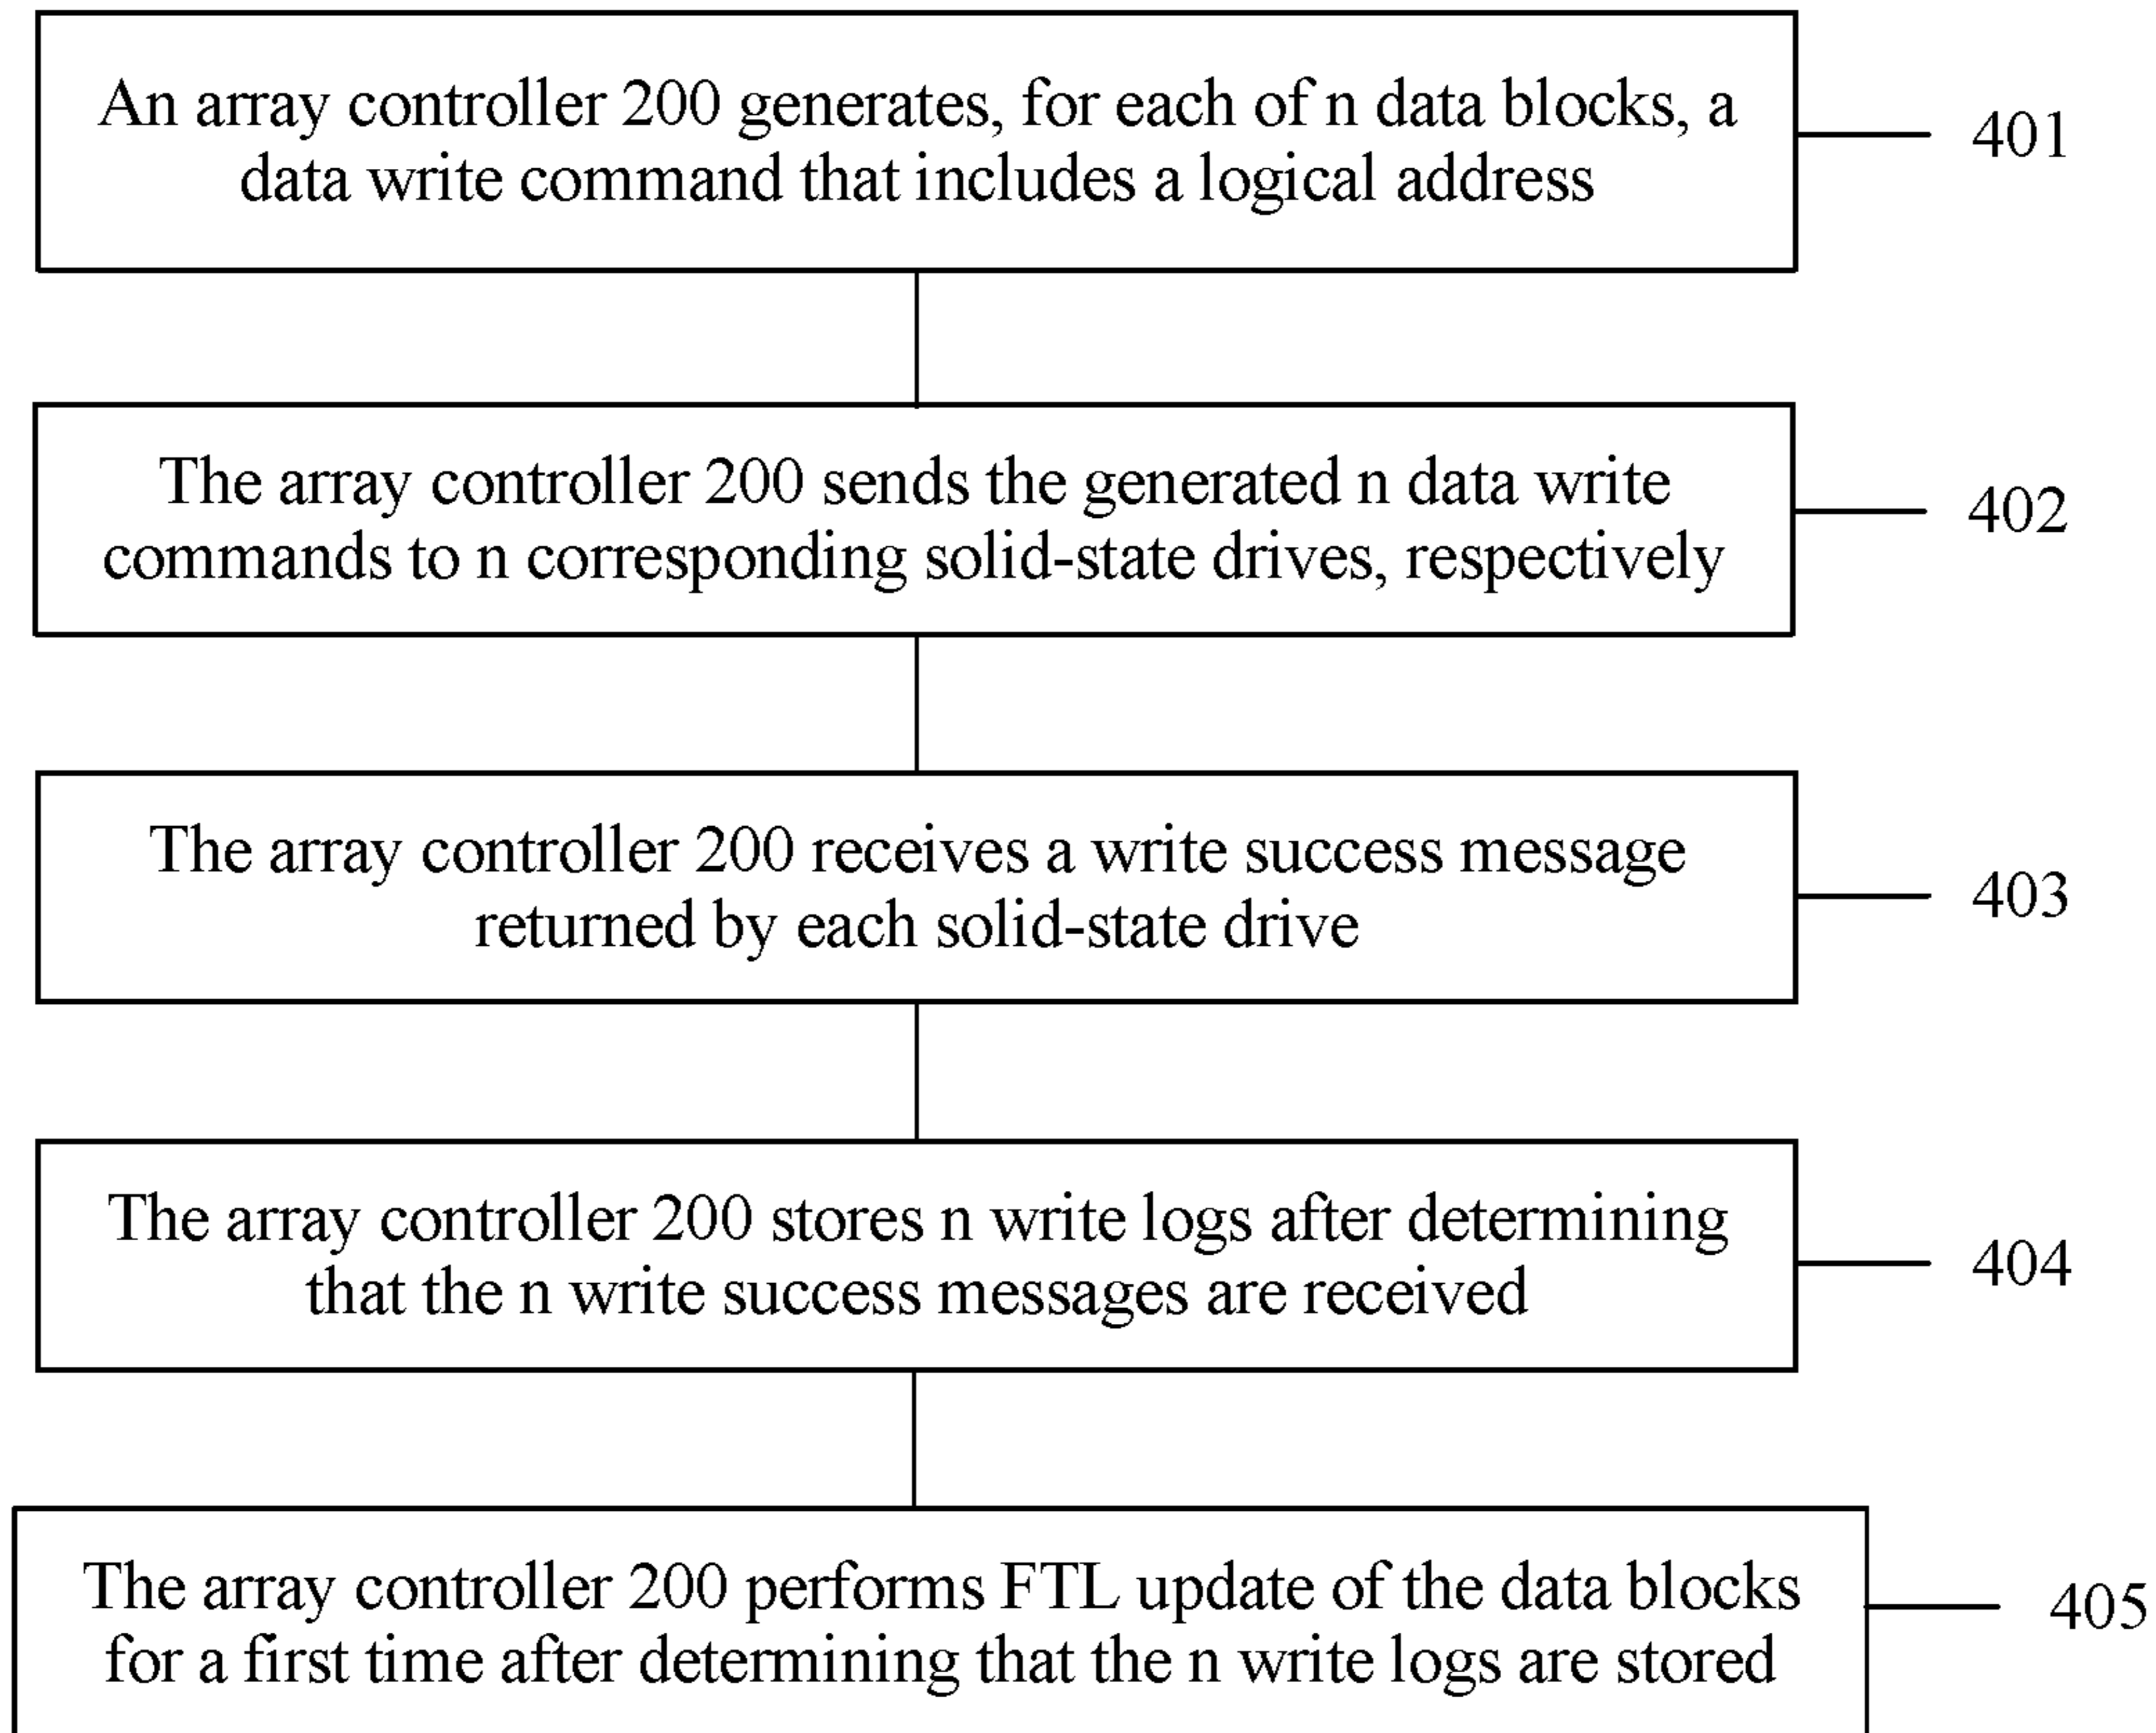 An array controller 200 generates, for each of n data blocks, a
data write command that includes a logical address
401
The array controller 200 sends the generated n data write
commands to n corresponding solid-state drives, respectively
402
The array controller 200 receives a write success message
returned by each solid-state drive
403
The array controller 200 stores n write logs after determining
that the n write success messages are received
404
The array controller 200 performs FTL update of the data blocks
for a first time after determining that the n write logs are stored
405